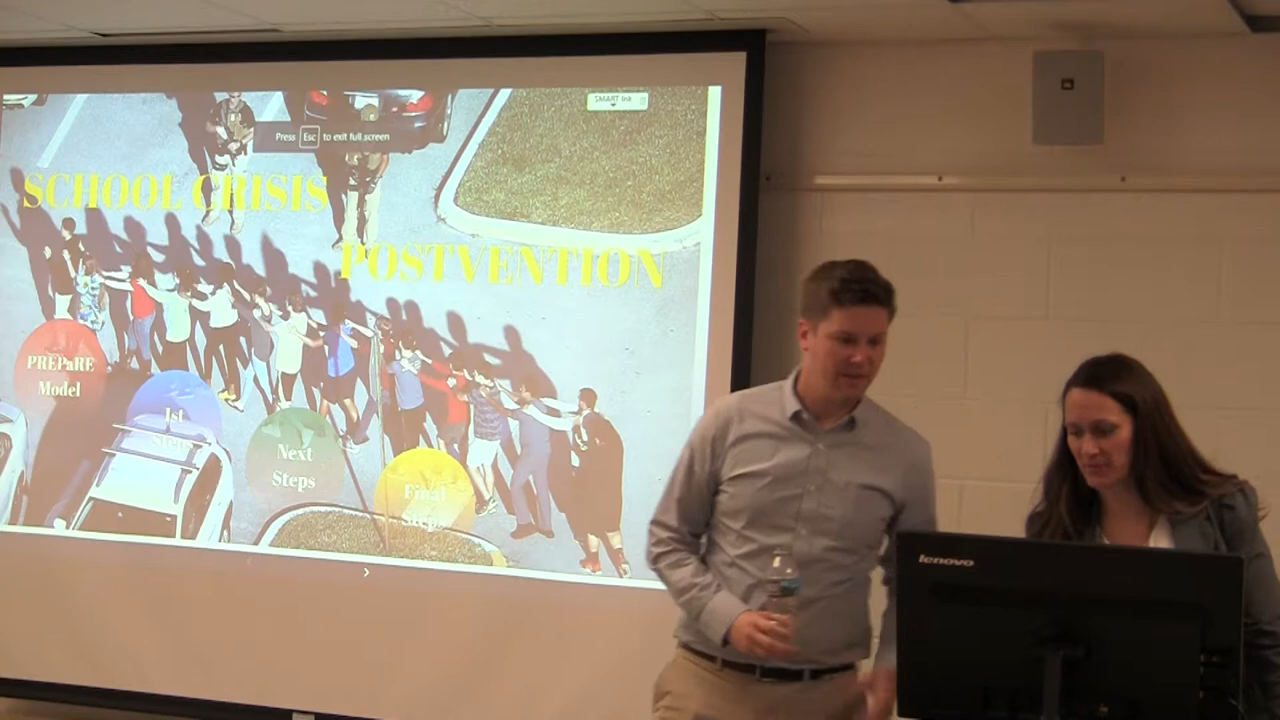 SMART Ink
Press Esc to exit full screen
SCHOOL CRISIS
POSTVENTION
PREPaRE
Model
1st
Steps
Next
Steps
Final
Steps
lenovo